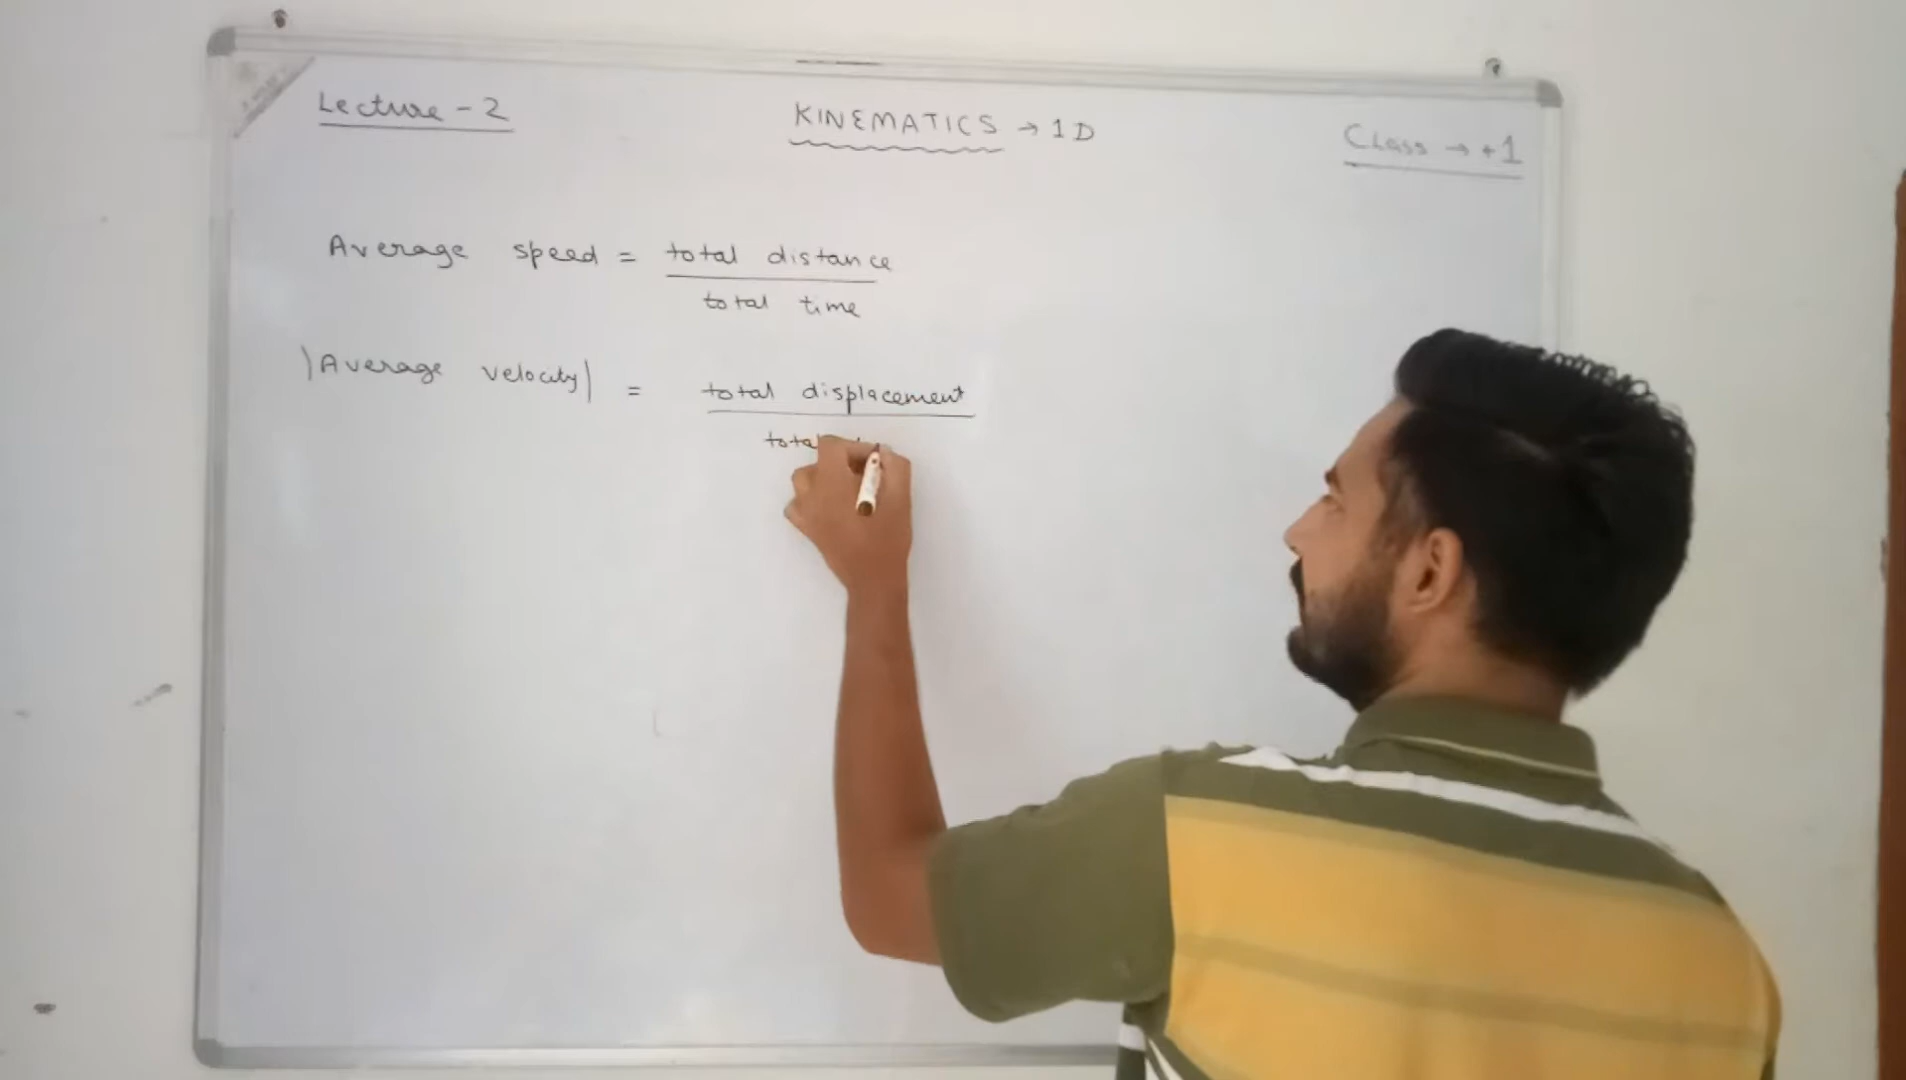 Lecture - 2
KINEMATICS → 1D
Class → +1
Average speed = total distance
total time
|Average velocity| = total displacement
total